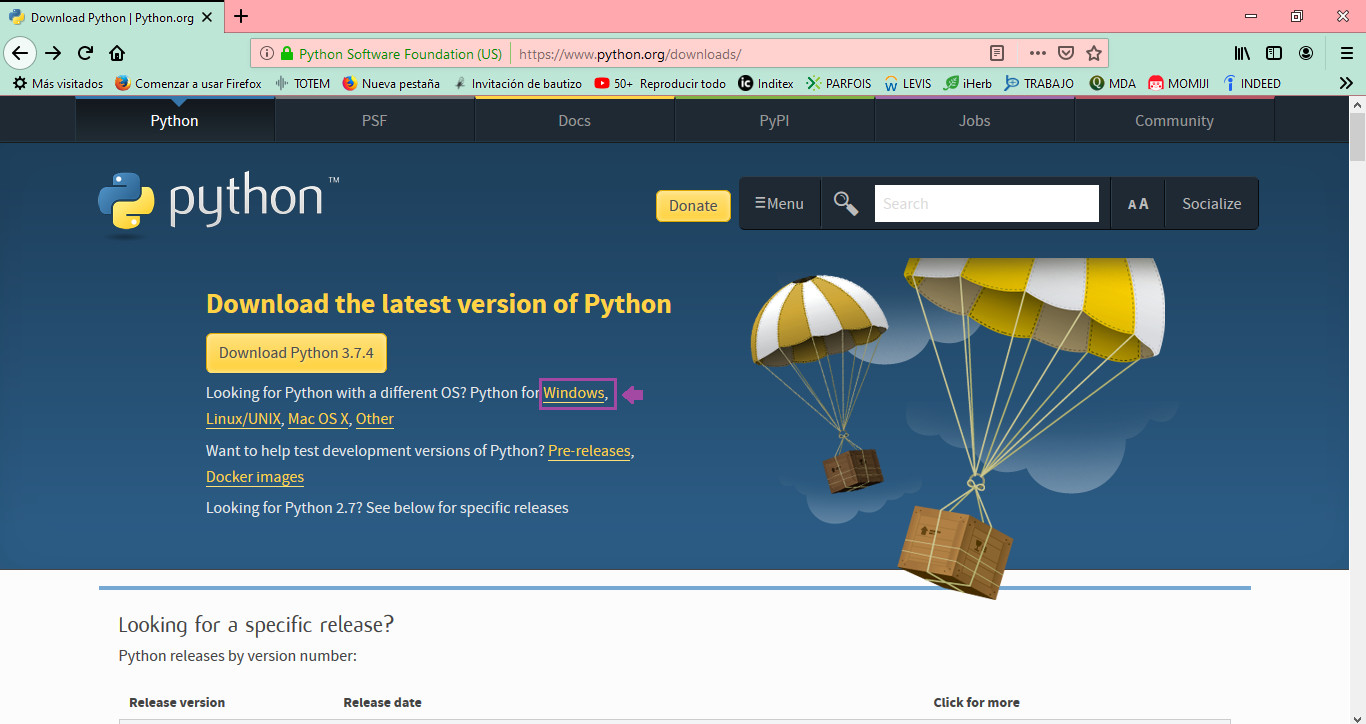 Download Python | Python.org
Python Software Foundation (US) https://www.python.org/downloads/
Más visitados Comenzar a usar Firefox TOTEM Nueva pestaña Invitación de bautizo 50+ Reproducir todo Inditex PARFOIS LEVIS iHerb TRABAJO MDA MOMIJI INDEED
Python PSF Docs PyPI Jobs Community
python™
Donate Menu Search A A Socialize
Download the latest version of Python
Download Python 3.7.4
Looking for Python with a different OS? Python for Windows,
Linux/UNIX, Mac OS X, Other
Want to help test development versions of Python? Pre-releases,
Docker images
Looking for Python 2.7? See below for specific releases
Looking for a specific release?
Python releases by version number:
Release version Release date Click for more